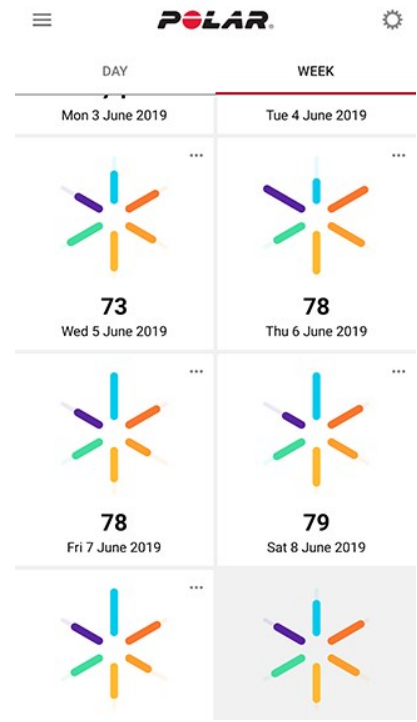 POLAR
DAY
WEEK
Mon 3 June 2019
Tue 4 June 2019
73
Wed 5 June 2019
78
Thu 6 June 2019
78
Fri 7 June 2019
79
Sat 8 June 2019